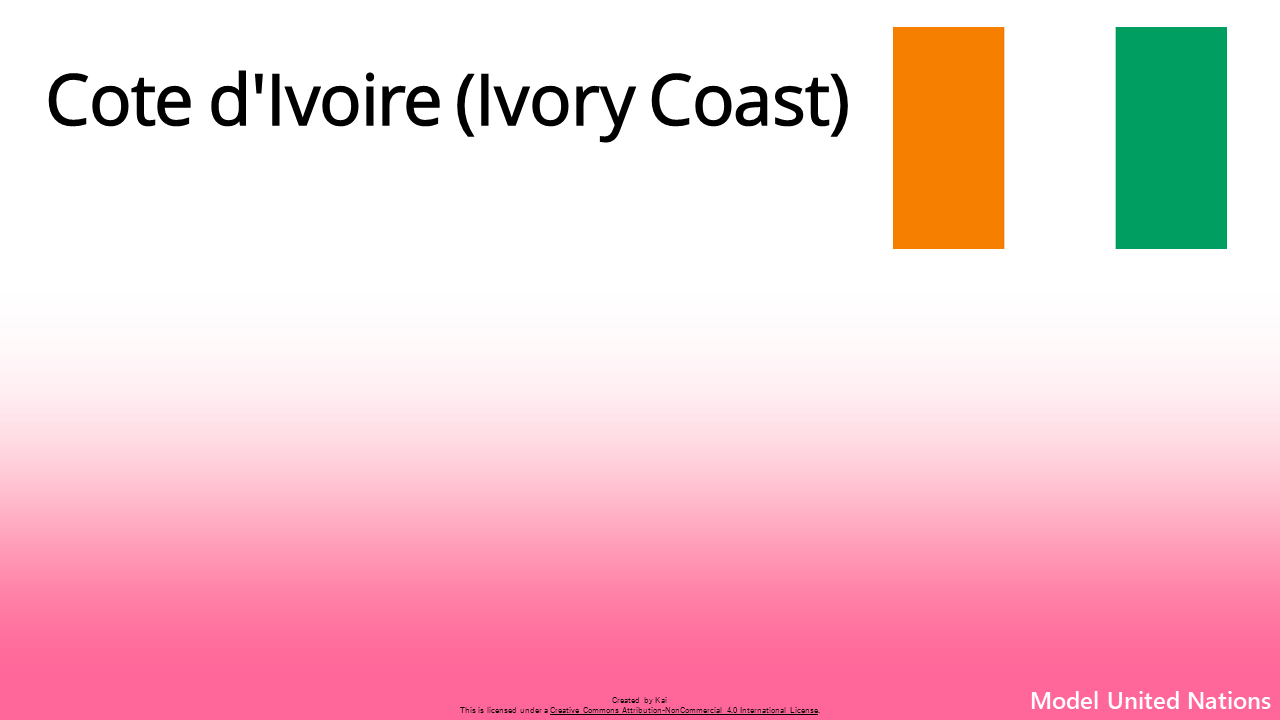 Cote d'Ivoire (Ivory Coast)
Created by Kai
This is licensed under a Creative Commons Attribution-NonCommercial 4.0 International License.
Model United Nations